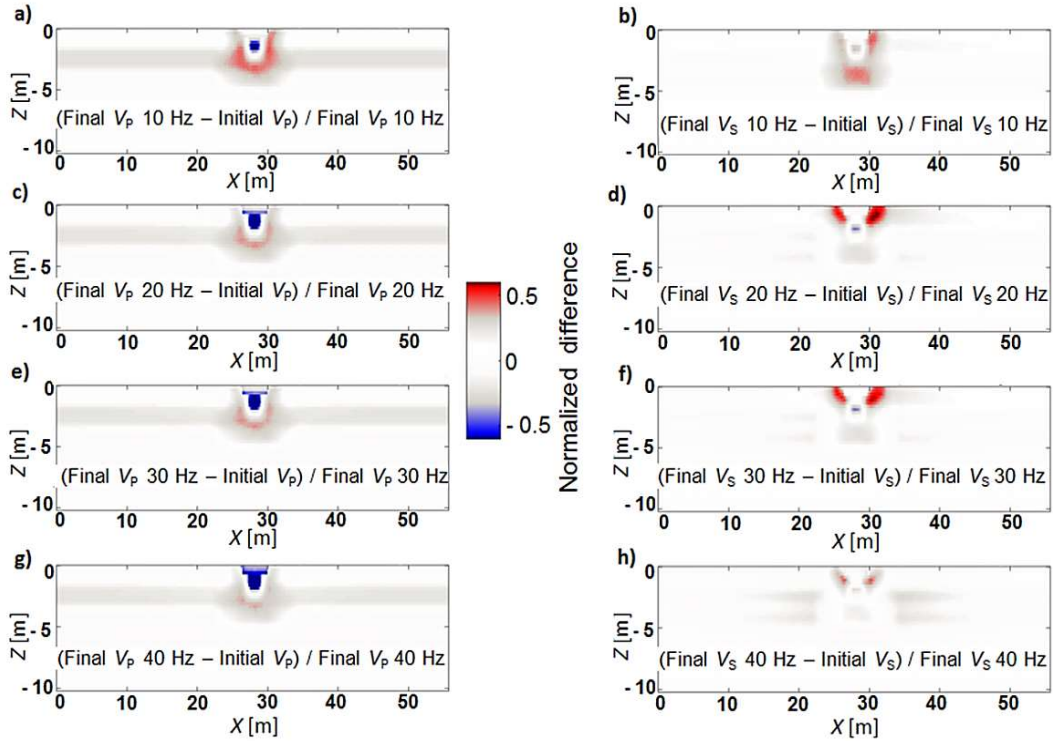 a)
0
- 5
- 10
Z [m]
(Final VP 10 Hz – Initial VP) / Final VP 10 Hz
0 10 20 30 40 50
X [m]
b)
0
- 5
- 10
Z [m]
(Final VS 10 Hz – Initial VS) / Final VS 10 Hz
10 20 30 40 50
X [m]
c)
0
- 5
- 10
Z [m]
(Final VP 20 Hz – Initial VP) / Final VP 20 Hz
0 10 20 30 40 50
X [m]
d)
0
- 5
- 10
Z [m]
(Final VS 20 Hz – Initial VS) / Final VS 20 Hz
10 20 30 40 50
X [m]
0.5
0
- 0.5
Normalized difference
e)
0
- 5
- 10
Z [m]
(Final VP 30 Hz – Initial VP) / Final VP 30 Hz
0 10 20 30 40 50
X [m]
f)
0
- 5
- 10
Z [m]
(Final VS 30 Hz – Initial VS) / Final VS 30 Hz
10 20 30 40 50
X [m]
g)
0
- 5
- 10
Z [m]
(Final VP 40 Hz – Initial VP) / Final VP 40 Hz
0 10 20 30 40 50
X [m]
h)
0
- 5
- 10
Z [m]
(Final VS 40 Hz – Initial VS) / Final VS 40 Hz
10 20 30 40 50
X [m]